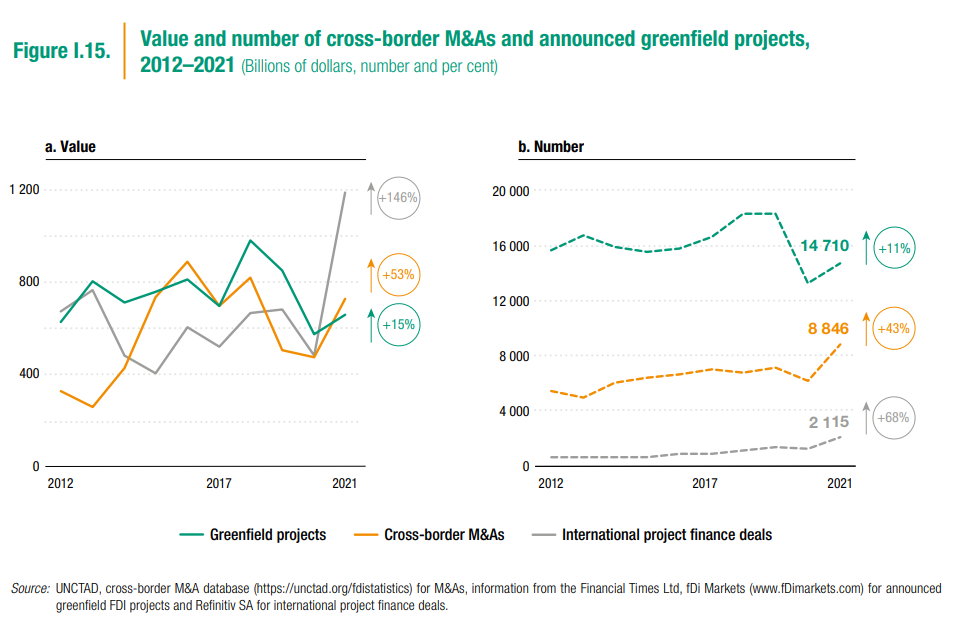 Figure I.15.
Value and number of cross-border M&As and announced greenfield projects,
2012–2021 (Billions of dollars, number and per cent)
a. Value
1 200
800
400
0
2012
2017
2021
+146%
+53%
+15%
b. Number
20 000
16 000
12 000
8 000
4 000
0
2012
2017
2021
14 710
+11%
8 846
+43%
2 115
+68%
Greenfield projects
Cross-border M&As
International project finance deals
Source: UNCTAD, cross-border M&A database (https://unctad.org/fdistatistics) for M&As, information from the Financial Times Ltd, fDi Markets (www.fDimarkets.com) for announced
greenfield FDI projects and Refinitiv SA for international project finance deals.